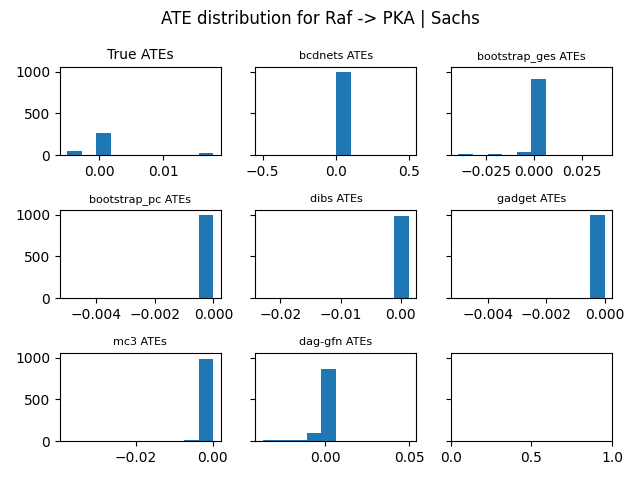 ATE distribution for Raf -> PKA | Sachs
True ATEs
bcdnets ATEs
bootstrap_ges ATEs
1000
500
0
0.00 0.01
−0.5 0.0 0.5
−0.025 0.000 0.025
bootstrap_pc ATEs
dibs ATEs
gadget ATEs
1000
500
0
−0.004 −0.002 0.000
−0.02 −0.01 0.00
−0.004 −0.002 0.000
mc3 ATEs
dag-gfn ATEs
1000
500
0
−0.02 0.00
0.00 0.05
0.0 0.5 1.0